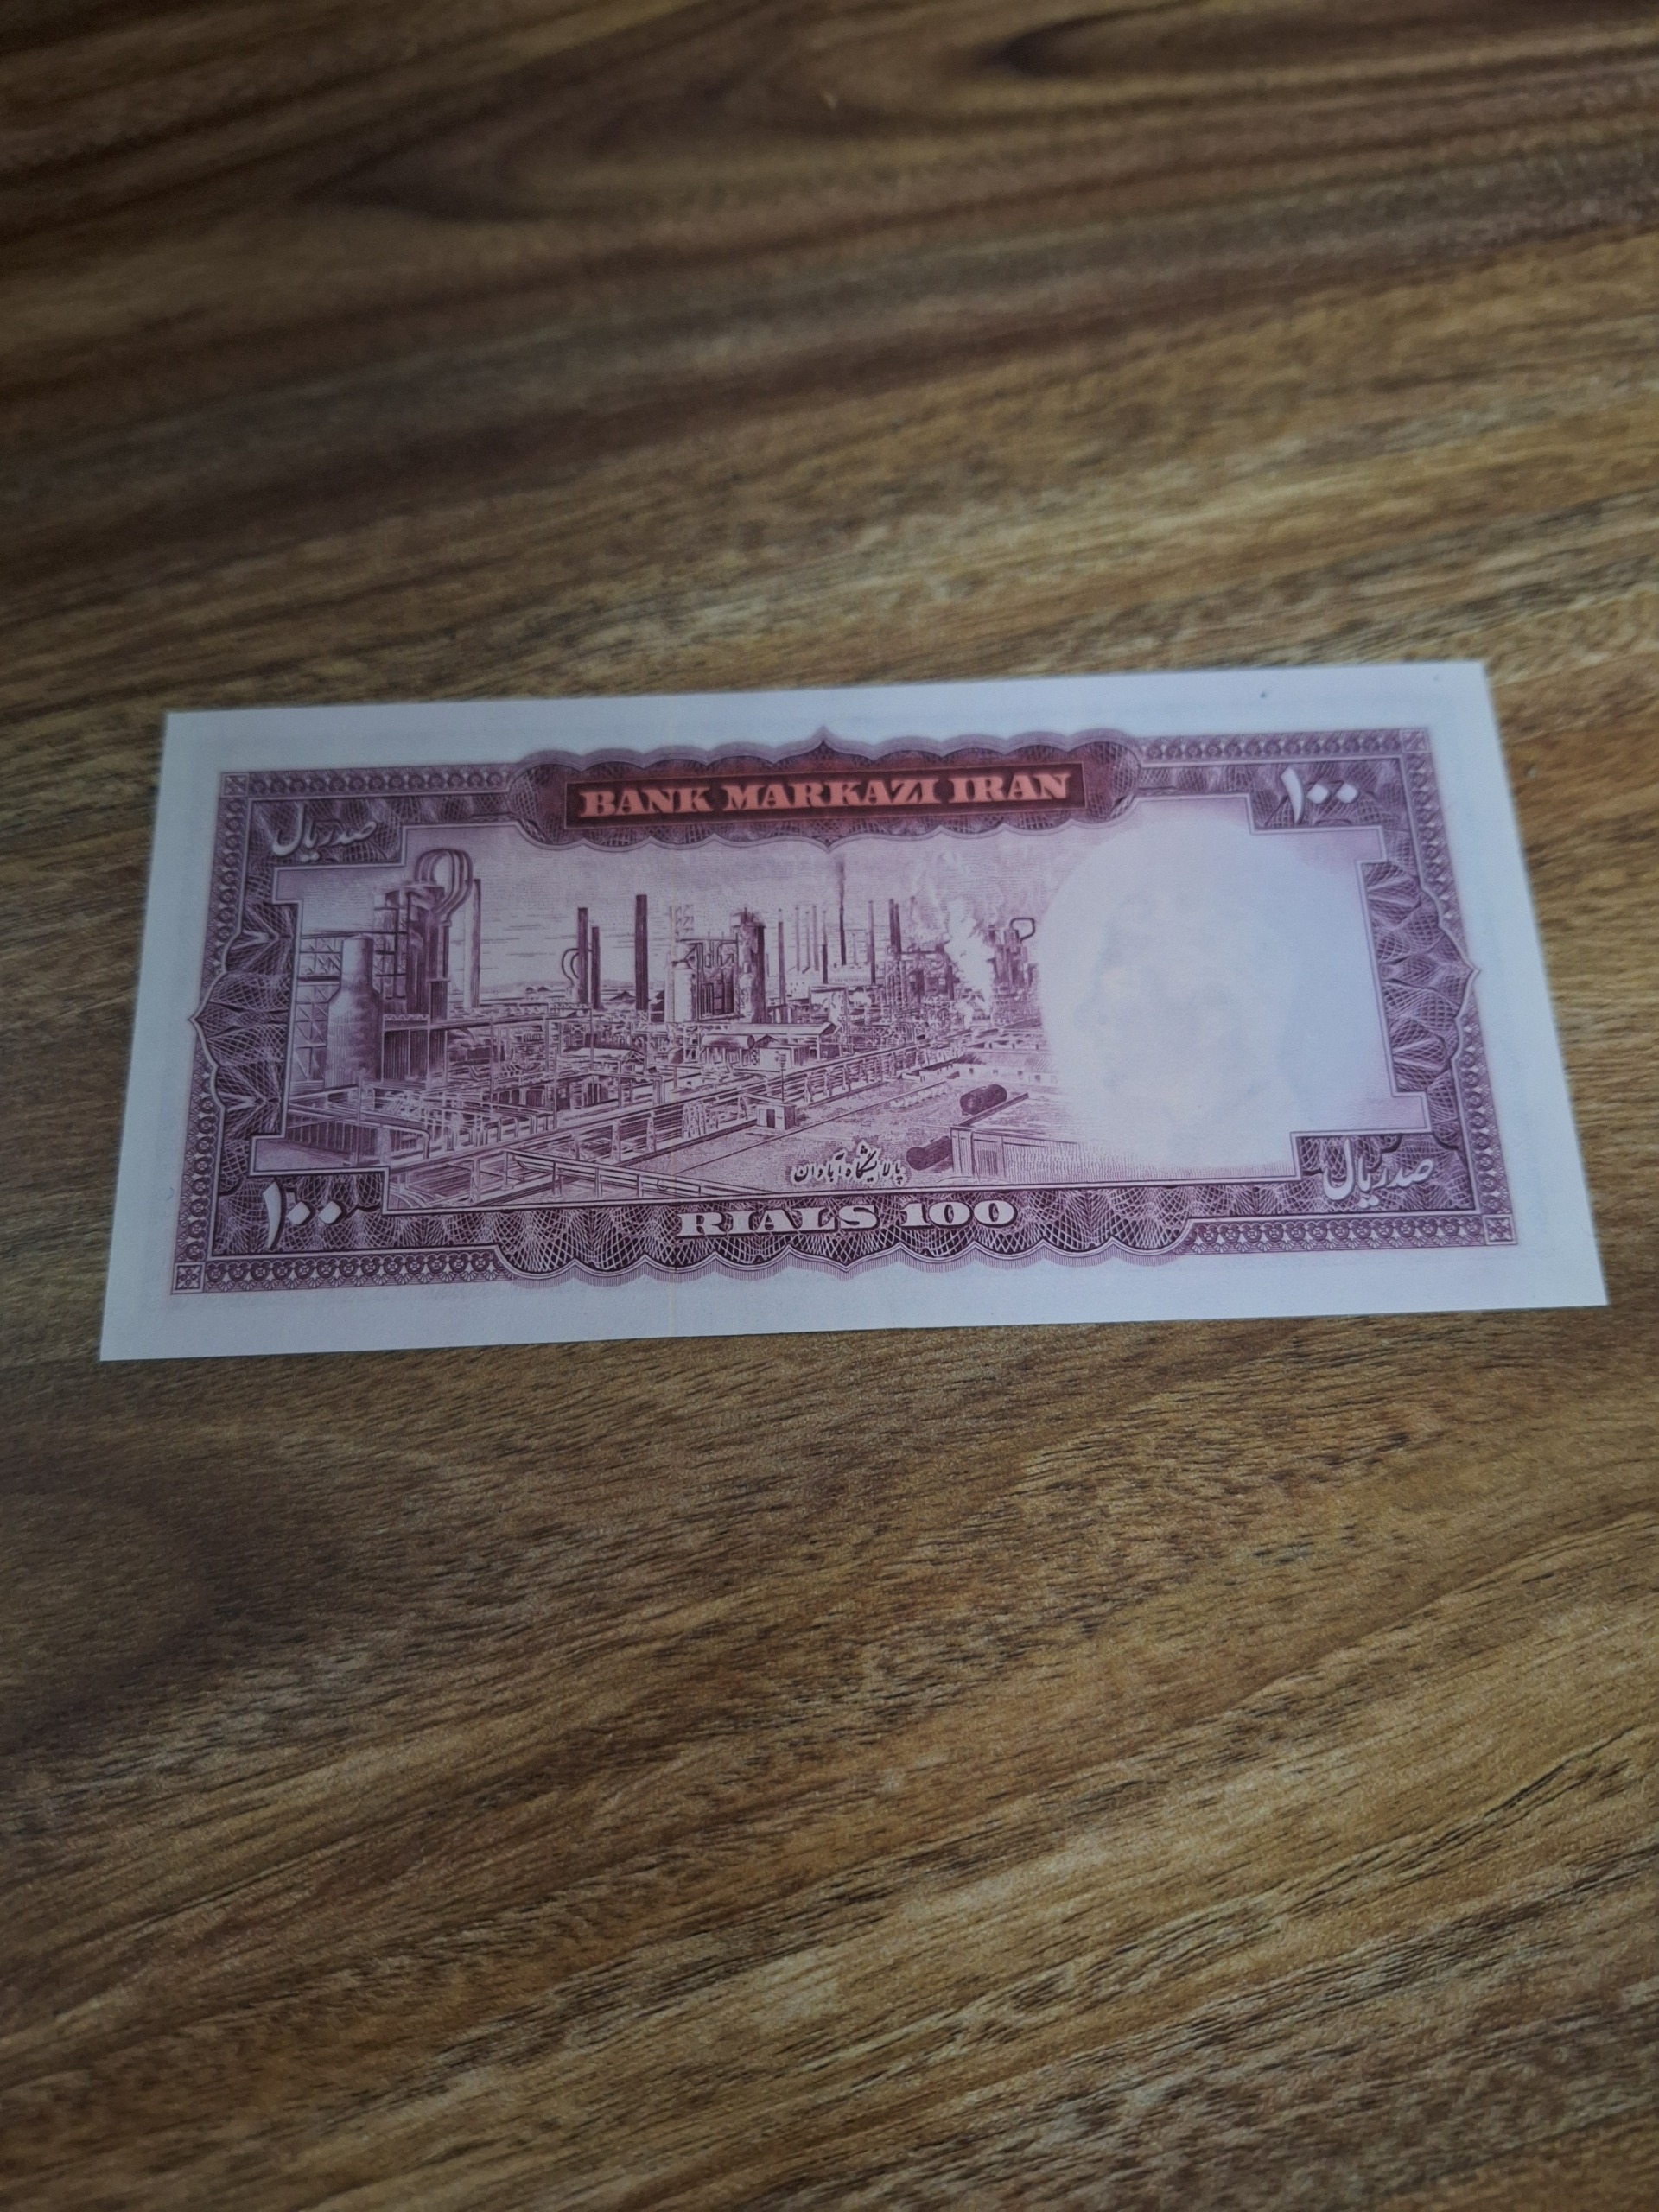 BANK MARKAZI IRAN
۱۰۰
صد ریال
پالایشگاه آبادان
صد ریال
۱۰۰
RIALS 100